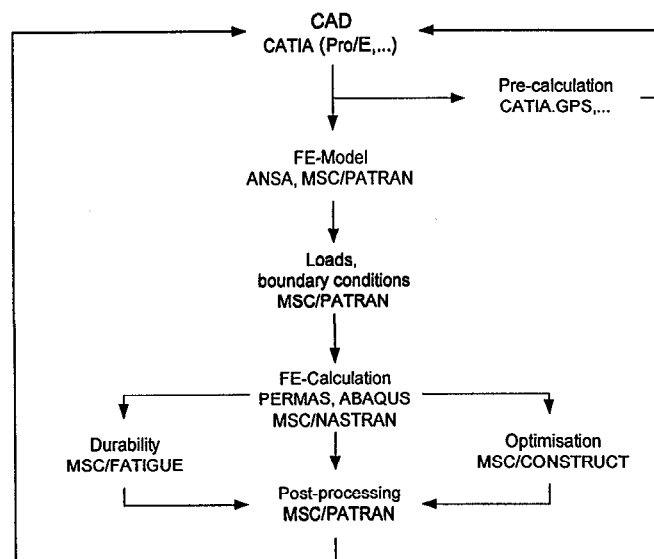 CAD
CATIA (Pro/E,...)
Pre-calculation
CATIA.GPS,...
FE-Model
ANSA, MSC/PATRAN
Loads,
boundary conditions
MSC/PATRAN
FE-Calculation
PERMAS, ABAQUS
MSC/NASTRAN
Durability
MSC/FATIGUE
Optimisation
MSC/CONSTRUCT
Post-processing
MSC/PATRAN